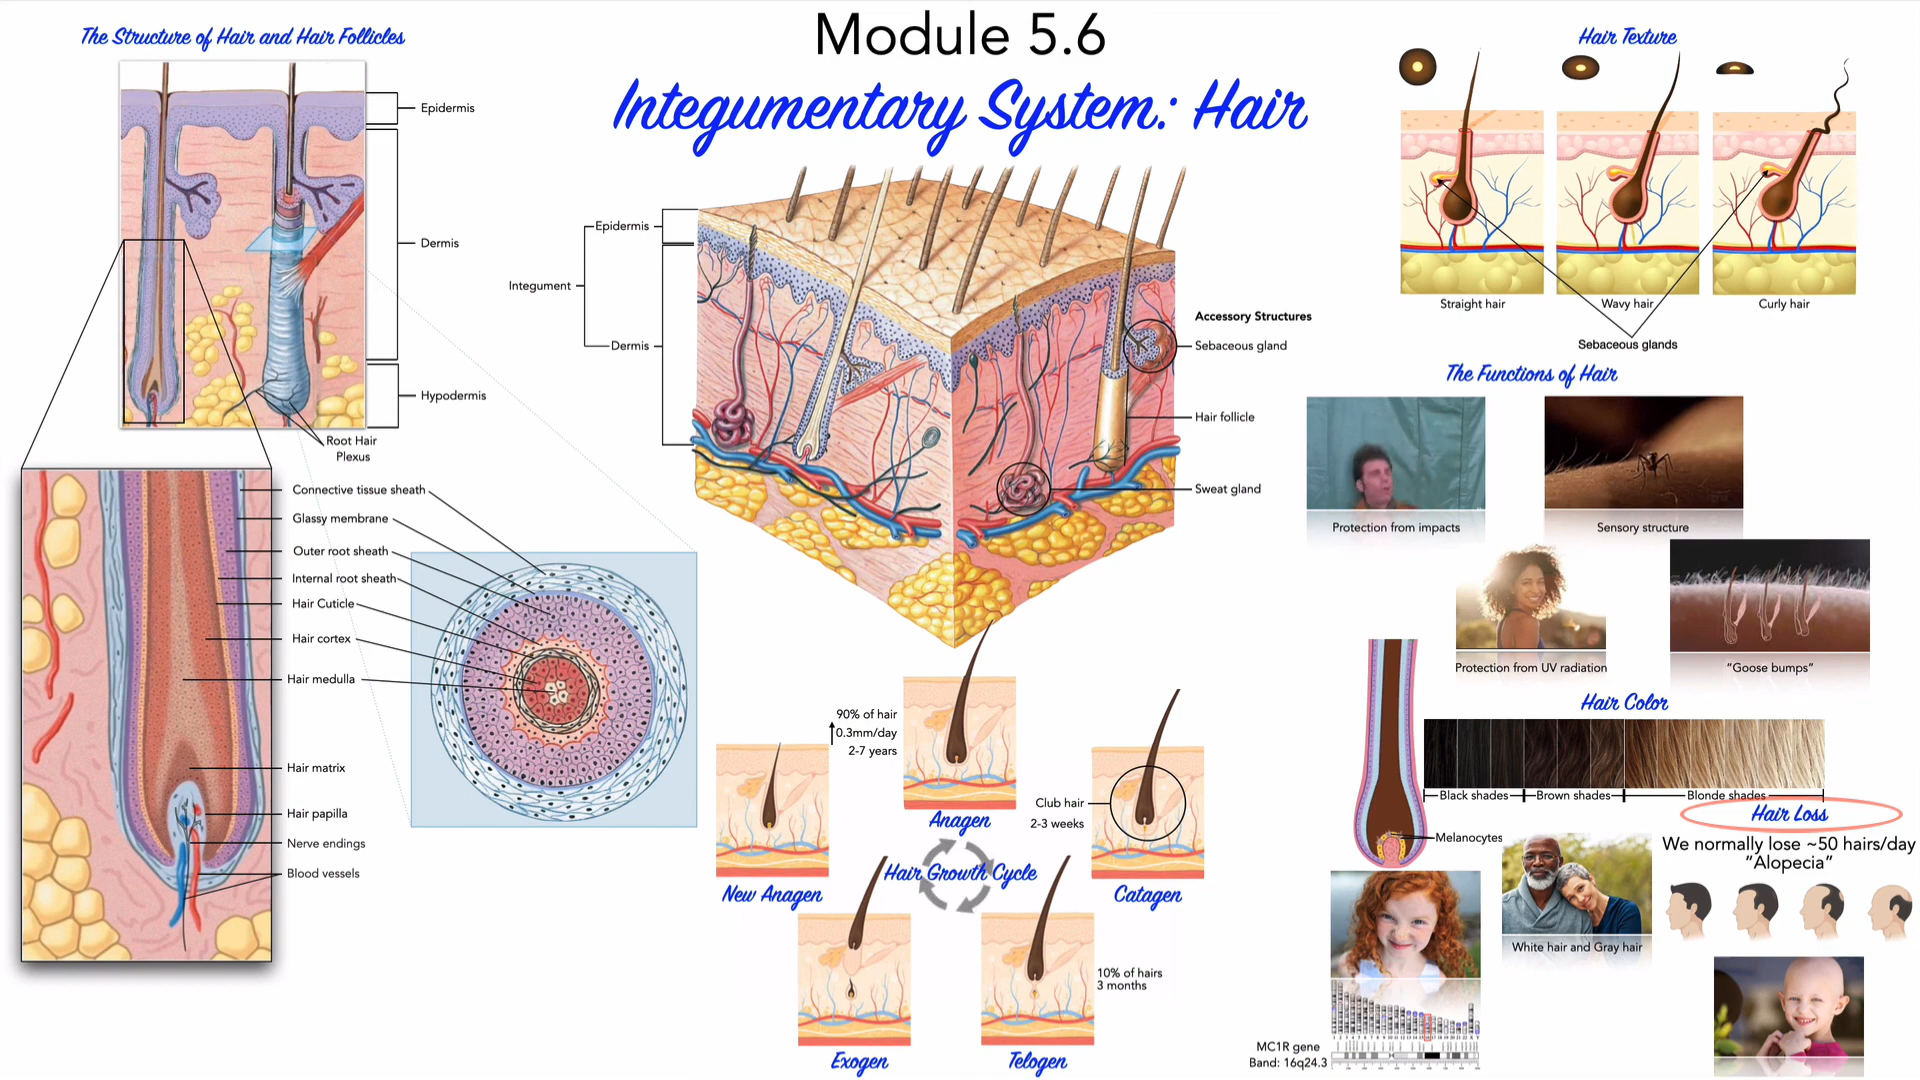 Module 5.6
Integumentary System: Hair
The Structure of Hair and Hair Follicles
Epidermis
Dermis
Hypodermis
Root Hair
Plexus
Connective tissue sheath
Glassy membrane
Outer root sheath
Internal root sheath
Hair Cuticle
Hair cortex
Hair medulla
Hair matrix
Hair papilla
Nerve endings
Blood vessels
Epidermis
Integument
Dermis
Accessory Structures
Sebaceous gland
Hair follicle
Sweat gland
90% of hair
0.3mm/day
2-7 years
Anagen
Club hair
2-3 weeks
Catagen
Hair Growth Cycle
New Anagen
Exogen
Telogen
10% of hairs
3 months
Hair Texture
Straight hair
Wavy hair
Curly hair
Sebaceous glands
The Functions of Hair
Protection from impacts
Sensory structure
Protection from UV radiation
"Goose bumps"
Hair Color
Black shades
Brown shades
Blonde shades
Melanocytes
White hair and Gray hair
MC1R gene
Band: 16q24.3
Hair Loss
We normally lose ~50 hairs/day
"Alopecia"